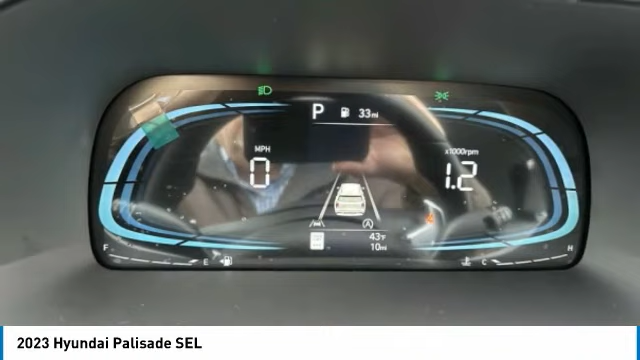 P 33mi
MPH
0
x1000rpm
1.2
A
43°F
10mi
F E
C H
2023 Hyundai Palisade SEL